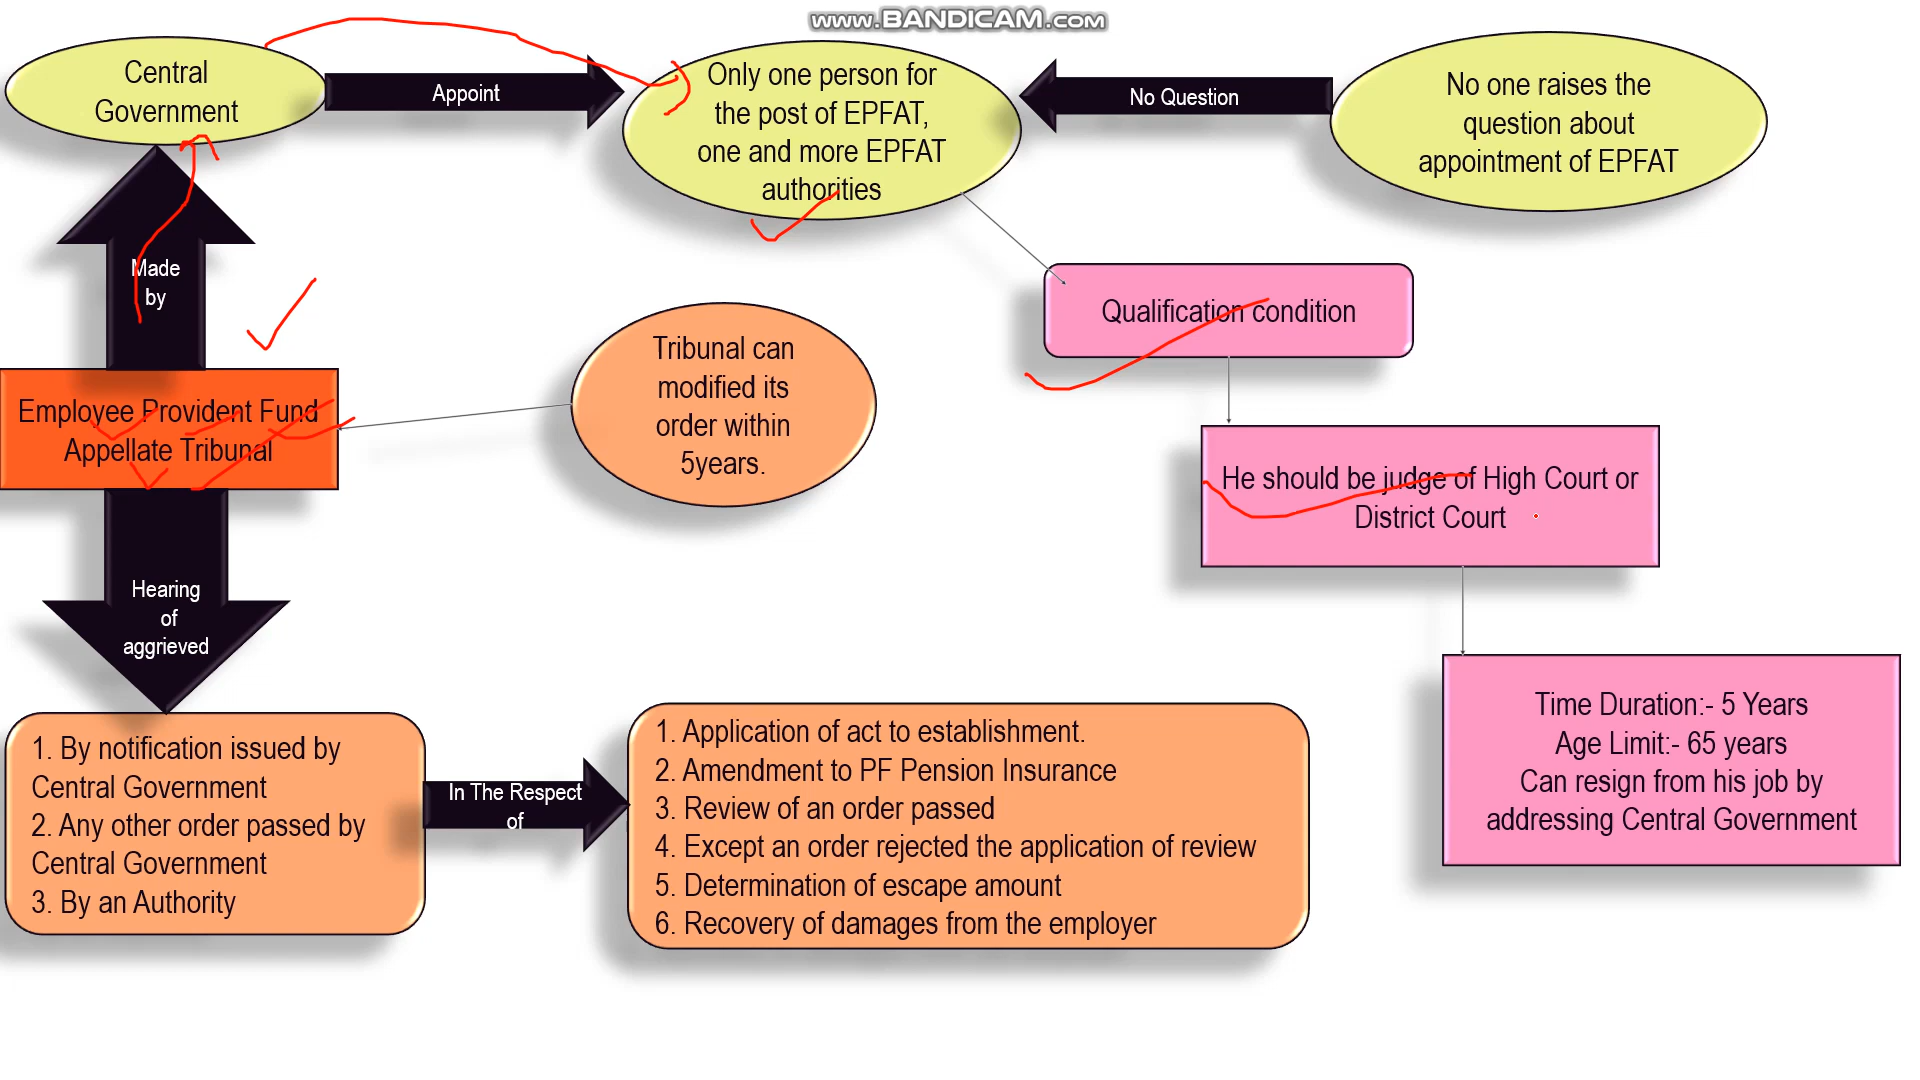 www.BANDICAM.com
Central
Government
Appoint
Only one person for
the post of EPFAT,
one and more EPFAT
authorities
No Question
No one raises the
question about
appointment of EPFAT
Made
by
Qualification condition
Employee Provident Fund
Appellate Tribunal
Tribunal can
modified its
order within
5years.
He should be judge of High Court or
District Court
Hearing
of
aggrieved
Time Duration:- 5 Years
Age Limit:- 65 years
Can resign from his job by
addressing Central Government
1. By notification issued by
Central Government
2. Any other order passed by
Central Government
3. By an Authority
In The Respect
of
1. Application of act to establishment.
2. Amendment to PF Pension Insurance
3. Review of an order passed
4. Except an order rejected the application of review
5. Determination of escape amount
6. Recovery of damages from the employer